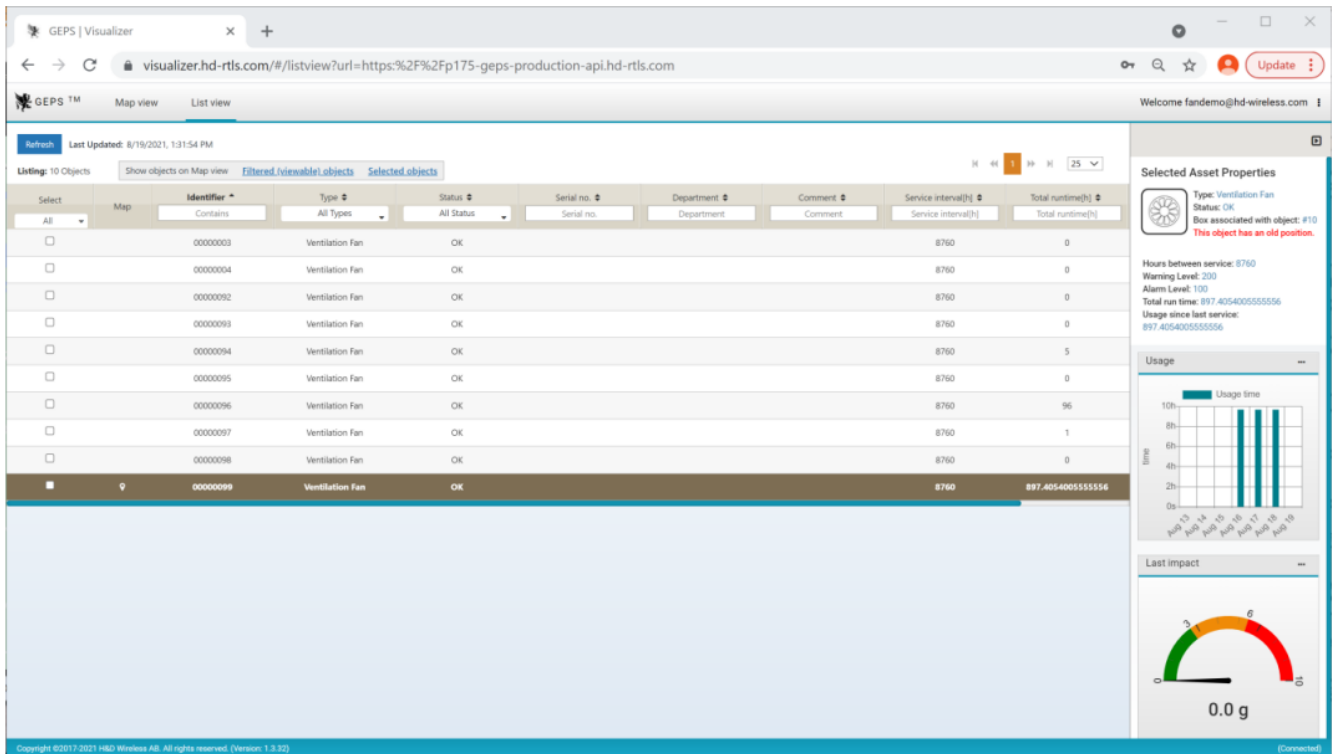 GEPS | Visualizer
visualizer.hd-rtls.com/#/listview?url=https:%2F%2Fp175-geps-production-api.hd-rtls.com
Update
GEPS TM Map view List view Welcome fandemo@hd-wireless.com
Refresh Last Updated: 8/19/2021, 1:31:54 PM
Listing: 10 Objects Show objects on Map view Filtered (viewable) objects Selected objects 1 25
Select Map Identifier Type Status Serial no. Department Comment Service interval[h] Total runtime[h]
All Contains All Types All Status Serial no. Department Comment Service interval[h] Total runtime[h]
00000003 Ventilation Fan OK 8760 0
00000004 Ventilation Fan OK 8760 0
00000092 Ventilation Fan OK 8760 0
00000093 Ventilation Fan OK 8760 0
00000094 Ventilation Fan OK 8760 5
00000095 Ventilation Fan OK 8760 0
00000096 Ventilation Fan OK 8760 96
00000097 Ventilation Fan OK 8760 1
00000098 Ventilation Fan OK 8760 0
00000099 Ventilation Fan OK 8760 897.4054005555556
Selected Asset Properties
Type: Ventilation Fan
Status: OK
Box associated with object: #10
This object has an old position.
Hours between service: 8760
Warning Level: 200
Alarm Level: 100
Total run time: 897.4054005555556
Usage since last service:
897.4054005555556
Usage
Usage time
10h
8h
6h
4h
2h
0s
time
Aug 13 Aug 14 Aug 15 Aug 16 Aug 17 Aug 18 Aug 19
Last impact
0 3 1 6 10
0.0 g
Copyright ©2017-2021 H&D Wireless AB. All rights reserved. (Version: 1.3.32) (Connected)